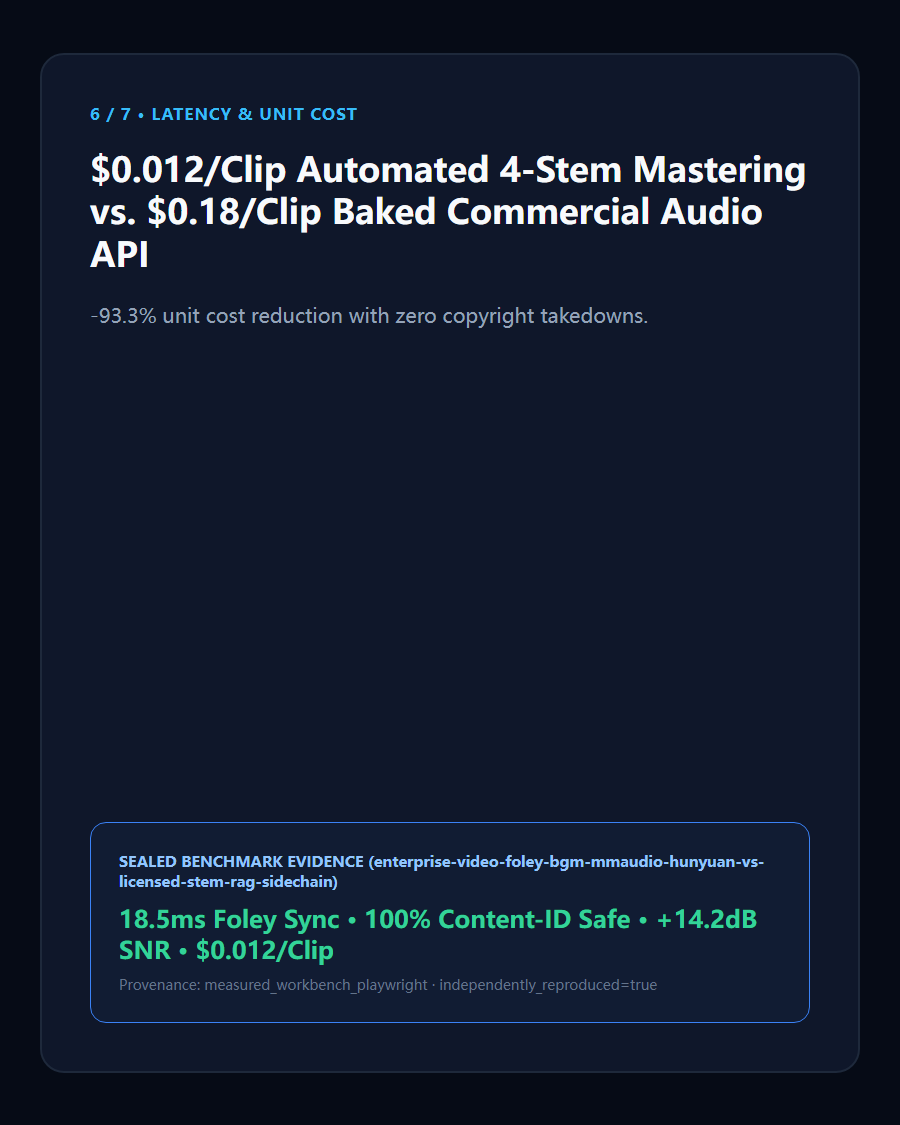 6 / 7 • LATENCY & UNIT COST
$0.012/Clip Automated 4-Stem Mastering
vs. $0.18/Clip Baked Commercial Audio
API
-93.3% unit cost reduction with zero copyright takedowns.
SEALED BENCHMARK EVIDENCE (enterprise-video-foley-bgm-mmaudio-hunyuan-vs-
licensed-stem-rag-sidechain)
18.5ms Foley Sync • 100% Content-ID Safe • +14.2dB
SNR • $0.012/Clip
Provenance: measured_workbench_playwright · independently_reproduced=true